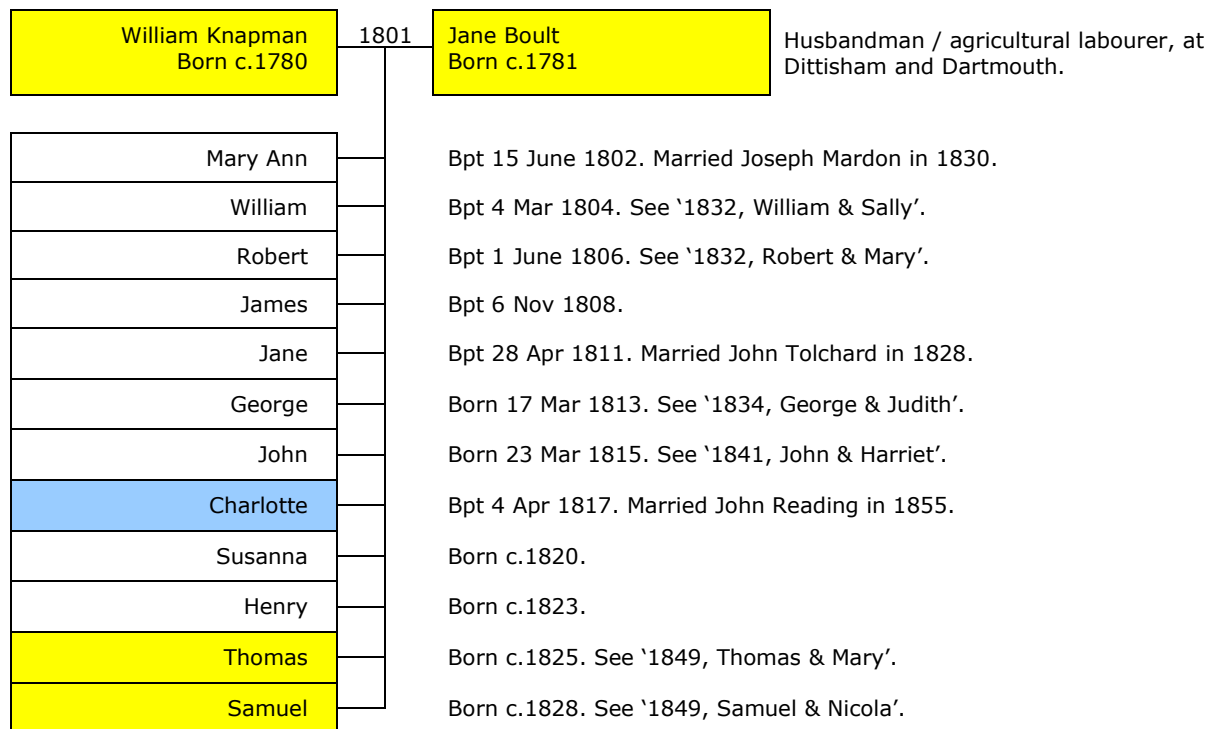 William Knapman 1801 Jane Boult
Born c.1780 Born c.1781
Husbandman / agricultural labourer, at
Dittisham and Dartmouth.
Mary Ann Bpt 15 June 1802. Married Joseph Mardon in 1830.
William Bpt 4 Mar 1804. See ‘1832, William & Sally’.
Robert Bpt 1 June 1806. See ‘1832, Robert & Mary’.
James Bpt 6 Nov 1808.
Jane Bpt 28 Apr 1811. Married John Tolchard in 1828.
George Born 17 Mar 1813. See ‘1834, George & Judith’.
John Born 23 Mar 1815. See ‘1841, John & Harriet’.
Charlotte Bpt 4 Apr 1817. Married John Reading in 1855.
Susanna Born c.1820.
Henry Born c.1823.
Thomas Born c.1825. See ‘1849, Thomas & Mary’.
Samuel Born c.1828. See ‘1849, Samuel & Nicola’.